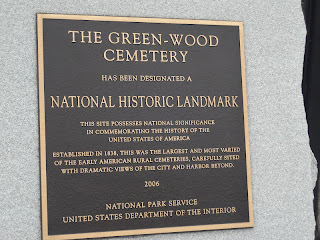 THE GREEN-WOOD
CEMETERY
HAS BEEN DESIGNATED A
NATIONAL HISTORIC LANDMARK
THIS SITE POSSESSES NATIONAL SIGNIFICANCE
IN COMMEMORATING THE HISTORY OF THE
UNITED STATES OF AMERICA
ESTABLISHED IN 1838, THIS WAS THE LARGEST AND MOST VARIED
OF THE EARLY AMERICAN RURAL CEMETERIES, CAREFULLY SITED
WITH DRAMATIC VIEWS OF THE CITY AND HARBOR BEYOND.
2006
NATIONAL PARK SERVICE
UNITED STATES DEPARTMENT OF THE INTERIOR